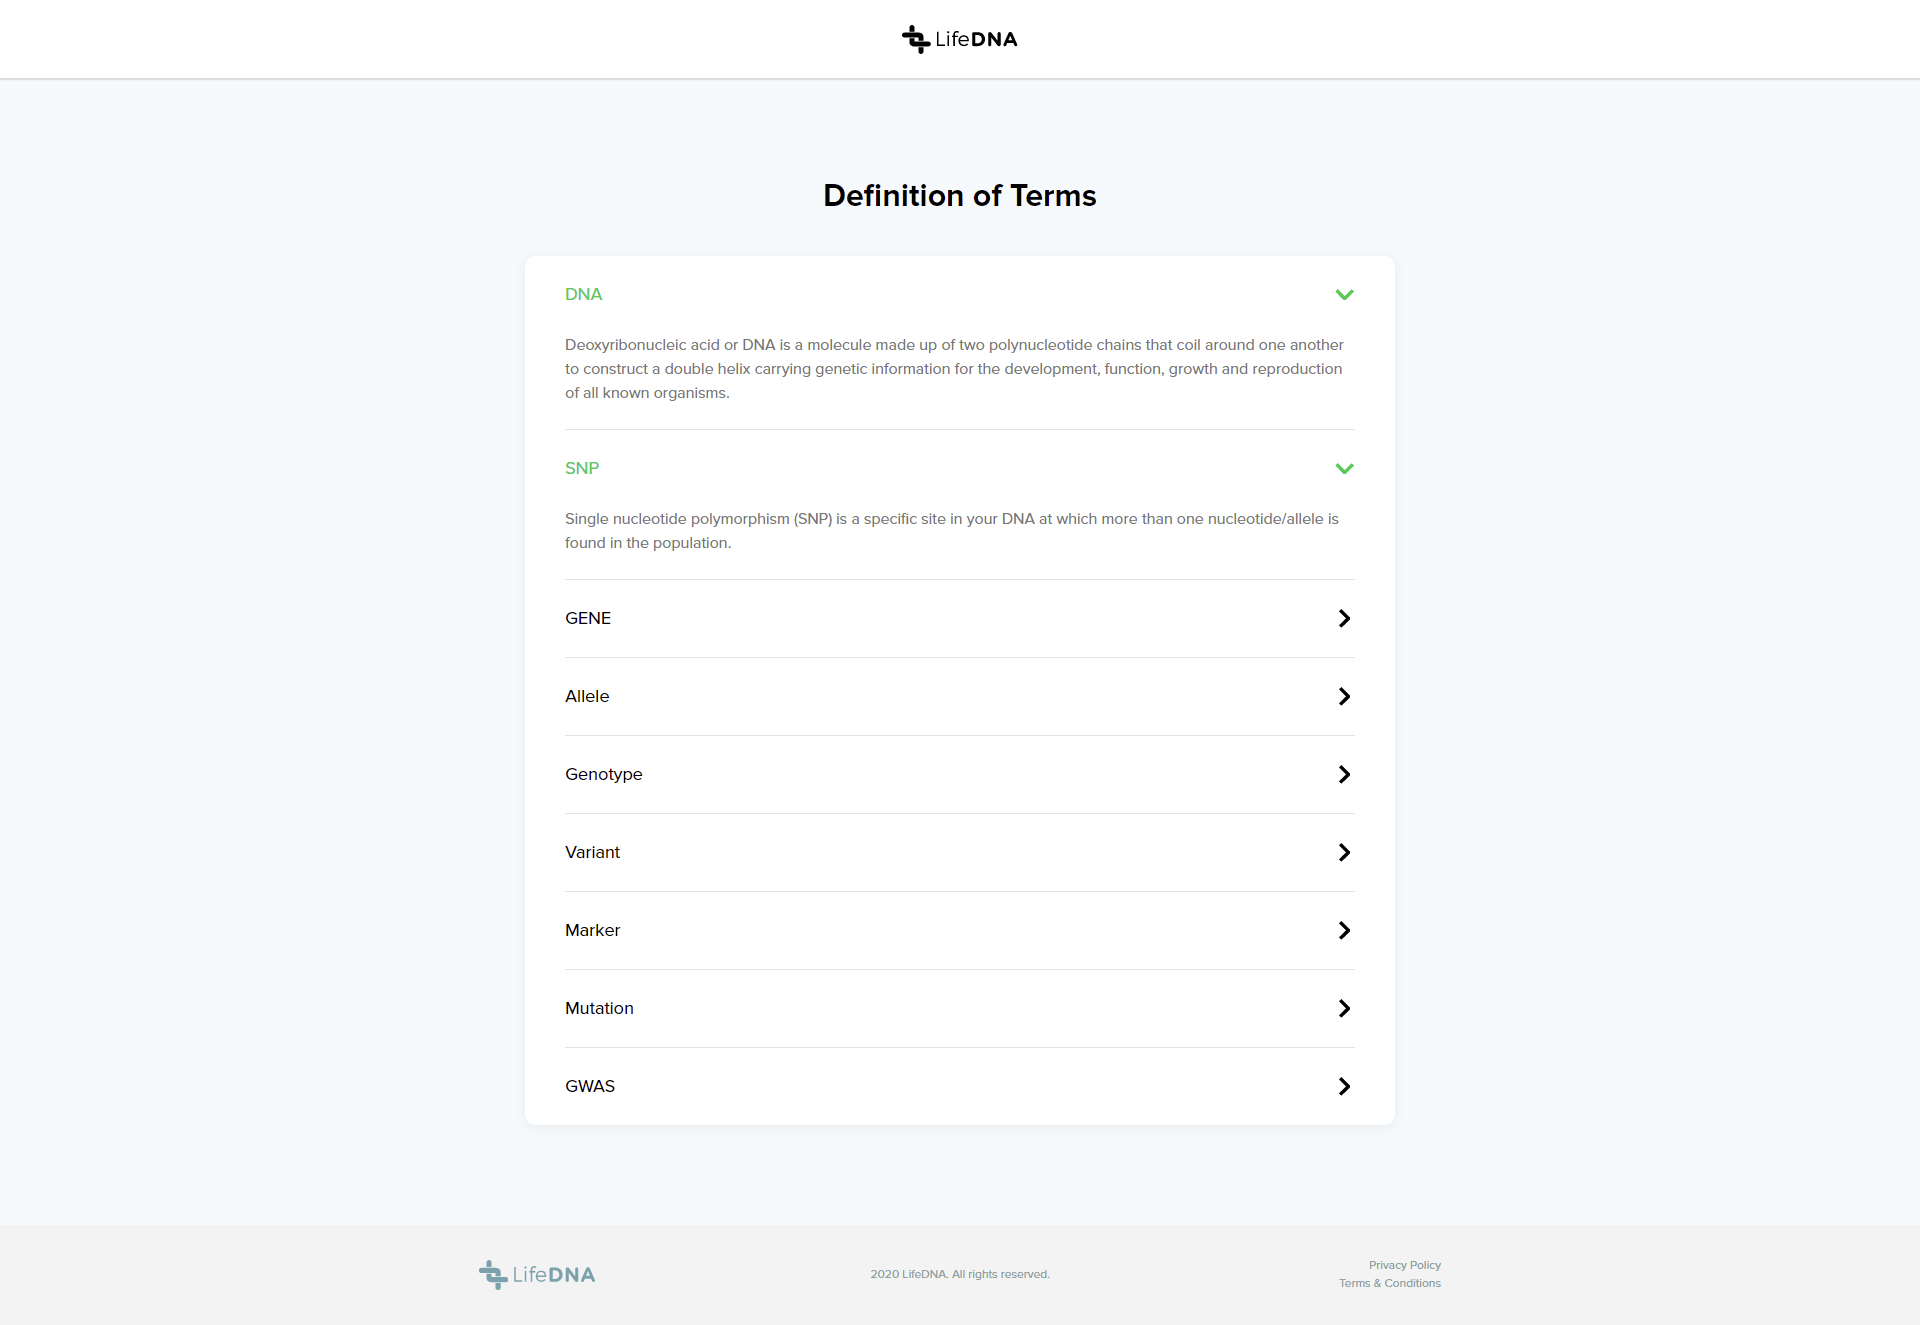 LifeDNA
Definition of Terms
DNA
Deoxyribonucleic acid or DNA is a molecule made up of two polynucleotide chains that coil around one another
to construct a double helix carrying genetic information for the development, function, growth and reproduction
of all known organisms.
SNP
Single nucleotide polymorphism (SNP) is a specific site in your DNA at which more than one nucleotide/allele is
found in the population.
GENE
Allele
Genotype
Variant
Marker
Mutation
GWAS
LifeDNA
2020 LifeDNA. All rights reserved.
Privacy Policy
Terms & Conditions